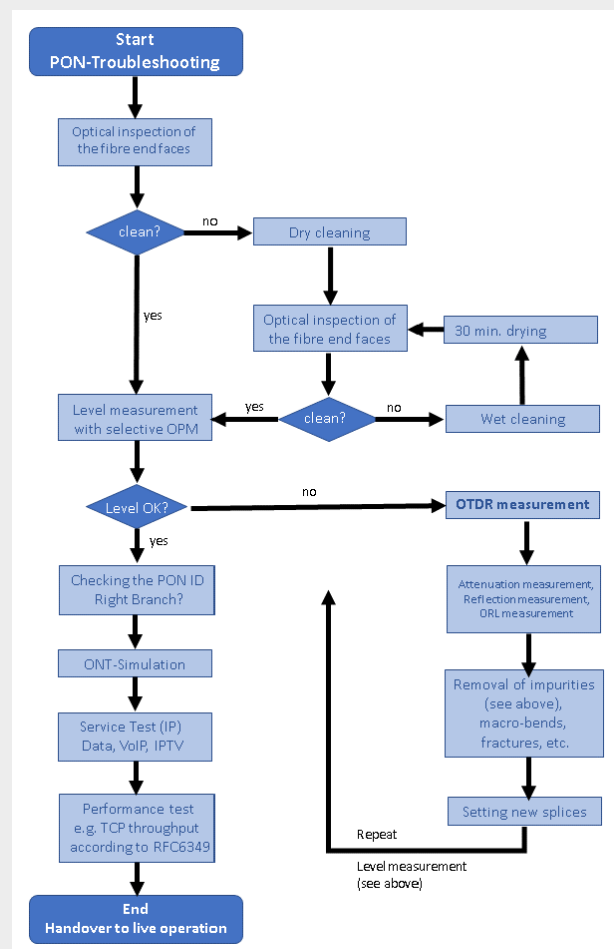 Start
PON-Troubleshooting
Optical inspection of
the fibre end faces
clean?
no
Dry cleaning
yes
Optical inspection of
the fibre end faces
30 min. drying
Level measurement
with selective OPM
yes
clean?
no
Wet cleaning
Level OK?
no
OTDR measurement
yes
Checking the PON ID
Right Branch?
Attenuation measurement,
Reflection measurement,
ORL measurement
ONT-Simulation
Removal of impurities
(see above),
macro-bends,
fractures, etc.
Service Test (IP)
Data, VoIP, IPTV
Performance test
e.g. TCP throughput
according to RFC6349
Setting new splices
Repeat
Level measurement
(see above)
End
Handover to live operation